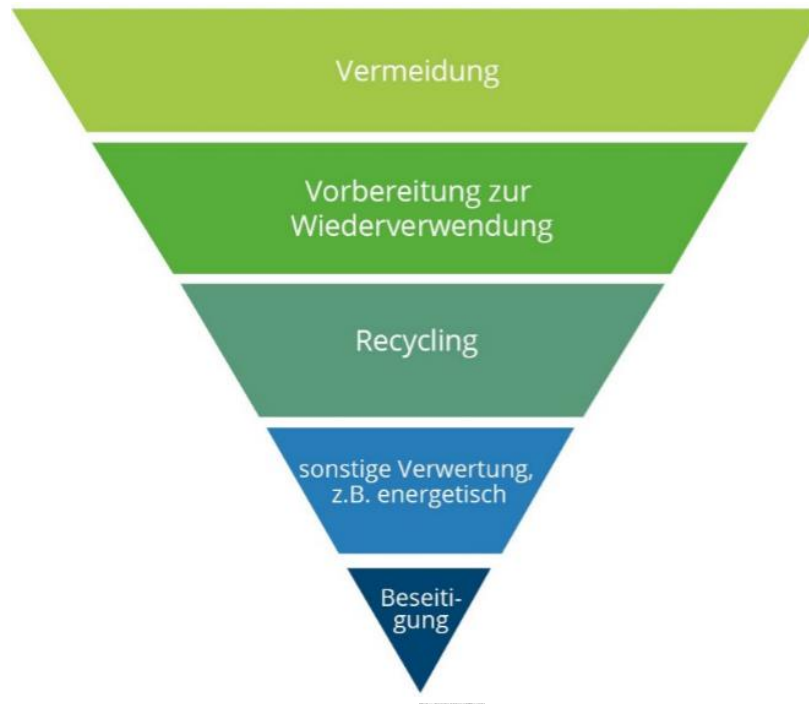 Vermeidung
Vorbereitung zur
Wiederverwendung
Recycling
sonstige Verwertung,
z.B. energetisch
Beseiti-
gung